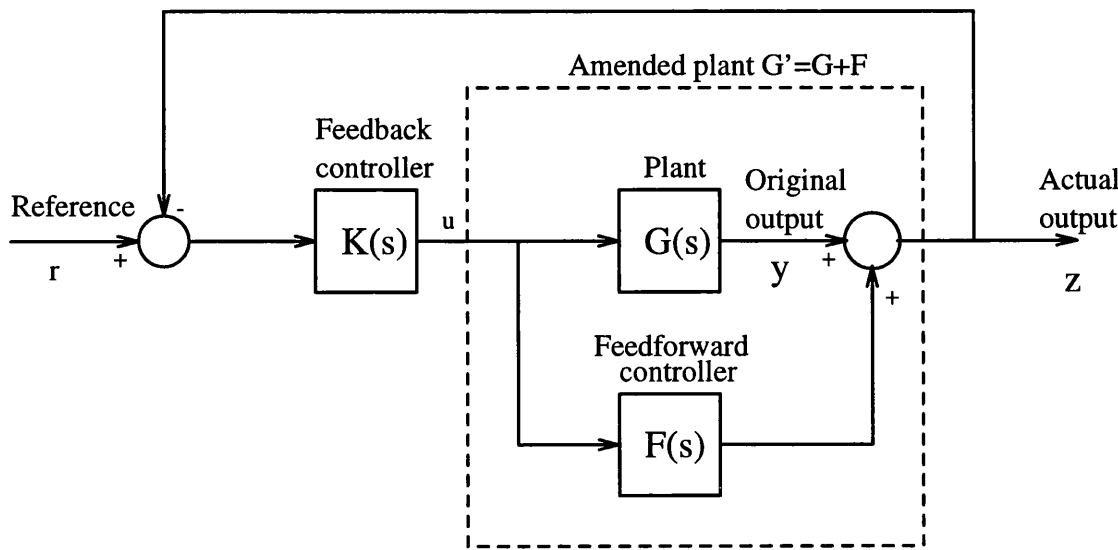 Amended plant G'=G+F
Feedback
controller
Plant
Original
output
Actual
output
Reference
-
+
r
K(s)
u
G(s)
y
+
+
z
Feedforward
controller
F(s)